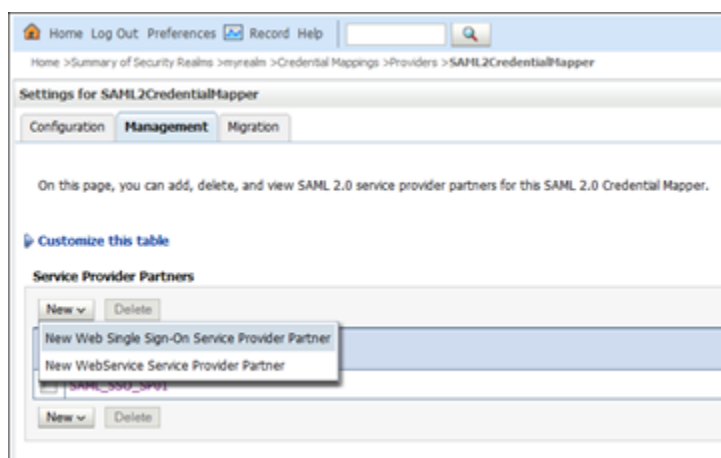 Home Log Out Preferences Record Help
Home >Summary of Security Realms >myrealm >Credential Mappings >Providers >SAML2CredentialMapper
Settings for SAML2CredentialMapper
Configuration Management Migration
On this page, you can add, delete, and view SAML 2.0 service provider partners for this SAML 2.0 Credential Mapper.
Customize this table
Service Provider Partners
New Delete
New Web Single Sign-On Service Provider Partner
New WebService Service Provider Partner
SAML_SSO_SP01
New Delete